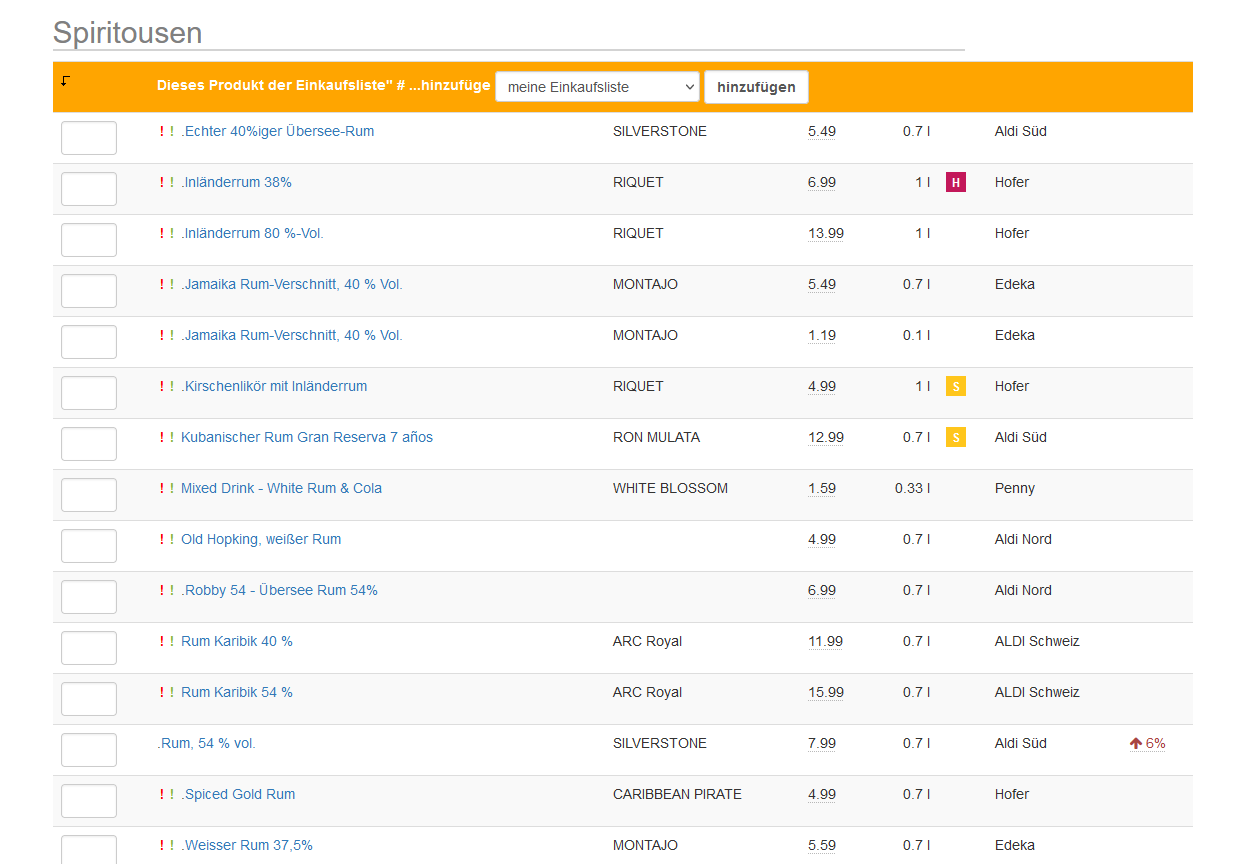 Spiritousen
Dieses Produkt der Einkaufsliste" # ...hinzufüge meine Einkaufsliste hinzufügen
! ! .Echter 40%iger Übersee-Rum SILVERSTONE 5.49 0.7 l Aldi Süd
! ! .Inländerrum 38% RIQUET 6.99 1 l H Hofer
! ! .Inländerrum 80 %-Vol. RIQUET 13.99 1 l Hofer
! ! .Jamaika Rum-Verschnitt, 40 % Vol. MONTAJO 5.49 0.7 l Edeka
! ! .Jamaika Rum-Verschnitt, 40 % Vol. MONTAJO 1.19 0.1 l Edeka
! ! .Kirschenlikör mit Inländerrum RIQUET 4.99 1 l S Hofer
! ! Kubanischer Rum Gran Reserva 7 años RON MULATA 12.99 0.7 l S Aldi Süd
! ! Mixed Drink - White Rum & Cola WHITE BLOSSOM 1.59 0.33 l Penny
! ! Old Hopking, weißer Rum 4.99 0.7 l Aldi Nord
! ! .Robby 54 - Übersee Rum 54% 6.99 0.7 l Aldi Nord
! ! Rum Karibik 40 % ARC Royal 11.99 0.7 l ALDI Schweiz
! ! Rum Karibik 54 % ARC Royal 15.99 0.7 l ALDI Schweiz
.Rum, 54 % vol. SILVERSTONE 7.99 0.7 l Aldi Süd 6%
! ! .Spiced Gold Rum CARIBBEAN PIRATE 4.99 0.7 l Hofer
! ! .Weisser Rum 37,5% MONTAJO 5.59 0.7 l Edeka